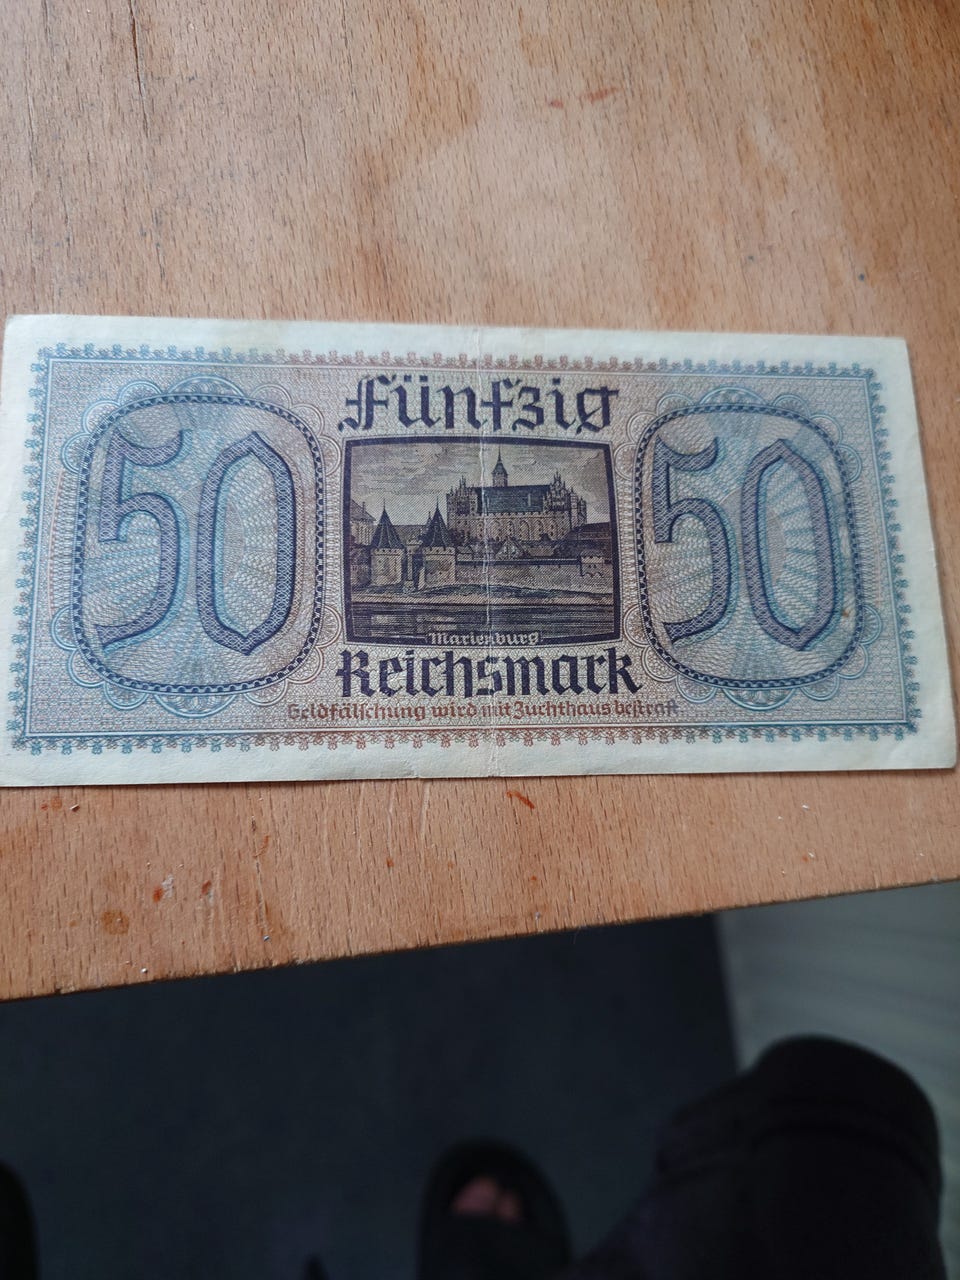 Fünfzig
50
50
Marienburg
Reichsmark
Geldfälschung wird mit Zuchthaus bestraft